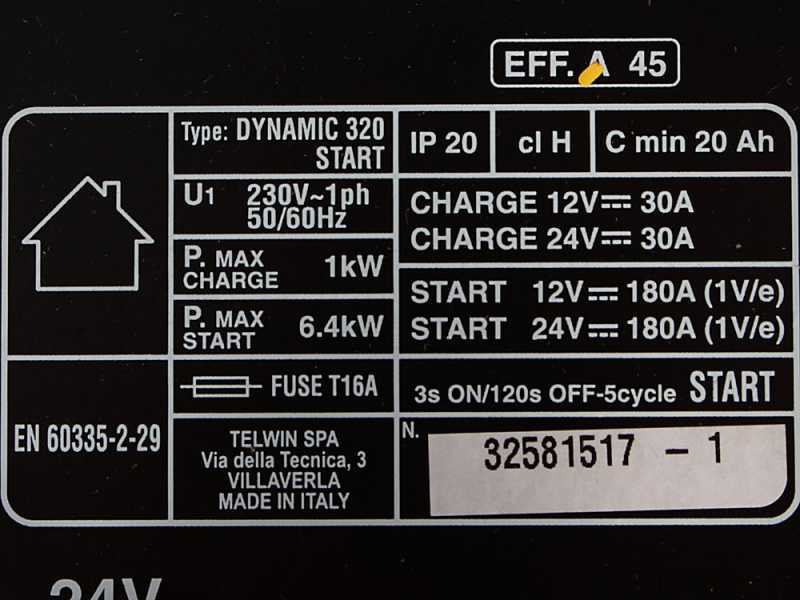 EFF. A 45
Type: DYNAMIC 320
START
IP 20
cl H
C min 20 Ah
U1 230V~1ph
50/60Hz
CHARGE 12V⎓ 30A
CHARGE 24V⎓ 30A
P. MAX
CHARGE 1kW
START 12V⎓ 180A (1V/e)
START 24V⎓ 180A (1V/e)
P. MAX
START 6.4kW
FUSE T16A
3s ON/120s OFF-5cycle START
EN 60335-2-29
TELWIN SPA
Via della Tecnica, 3
VILLAVERLA
MADE IN ITALY
N.
32581517 - 1
24V